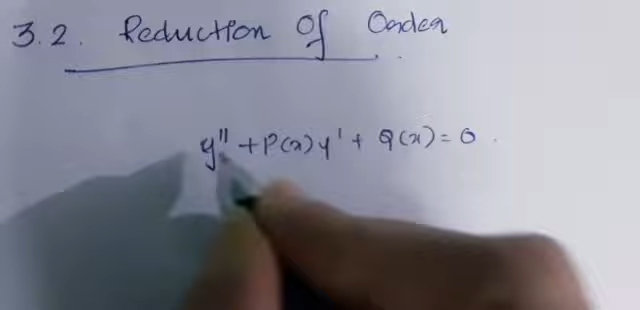 3.2. Reduction Of Order
y'' + P(x) y' + Q(x) = 0.